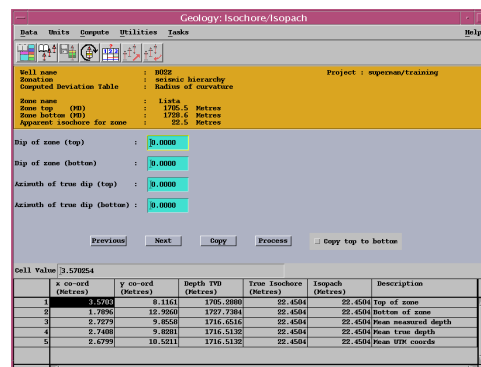 Geology: Isochore/Isopach
Data Units Compute Utilities Tasks Help
Well name : B02Z Project : superman/training
Zonation : seismic hierarchy
Computed Deviation Table : Radius of curvature
Zone name : Lista
Zone top (MD) : 1705.5 Metres
Zone bottom (MD) : 1728.6 Metres
Apparent isochore for zone : 22.5 Metres
Dip of zone (top) : 0.0000
Dip of zone (bottom) : 0.0000
Azimuth of true dip (top) : 0.0000
Azimuth of true dip (bottom) : 0.0000
Previous Next Copy Process Copy top to bottom
Cell Value 3.570254
x co-ord y co-ord Depth TVD True Isochore Isopach Description
(Metres) (Metres) (Metres) (Metres) (Metres)
1 3.5703 8.1161 1705.2880 22.4504 22.4504 Top of zone
2 1.7896 12.9260 1727.7384 22.4504 22.4504 Bottom of zone
3 2.7279 9.8558 1716.6516 22.4504 22.4504 Mean measured depth
4 2.7408 9.8281 1716.5132 22.4504 22.4504 Mean true depth
5 2.6799 10.5211 1716.5132 22.4504 22.4504 Mean UTM coords